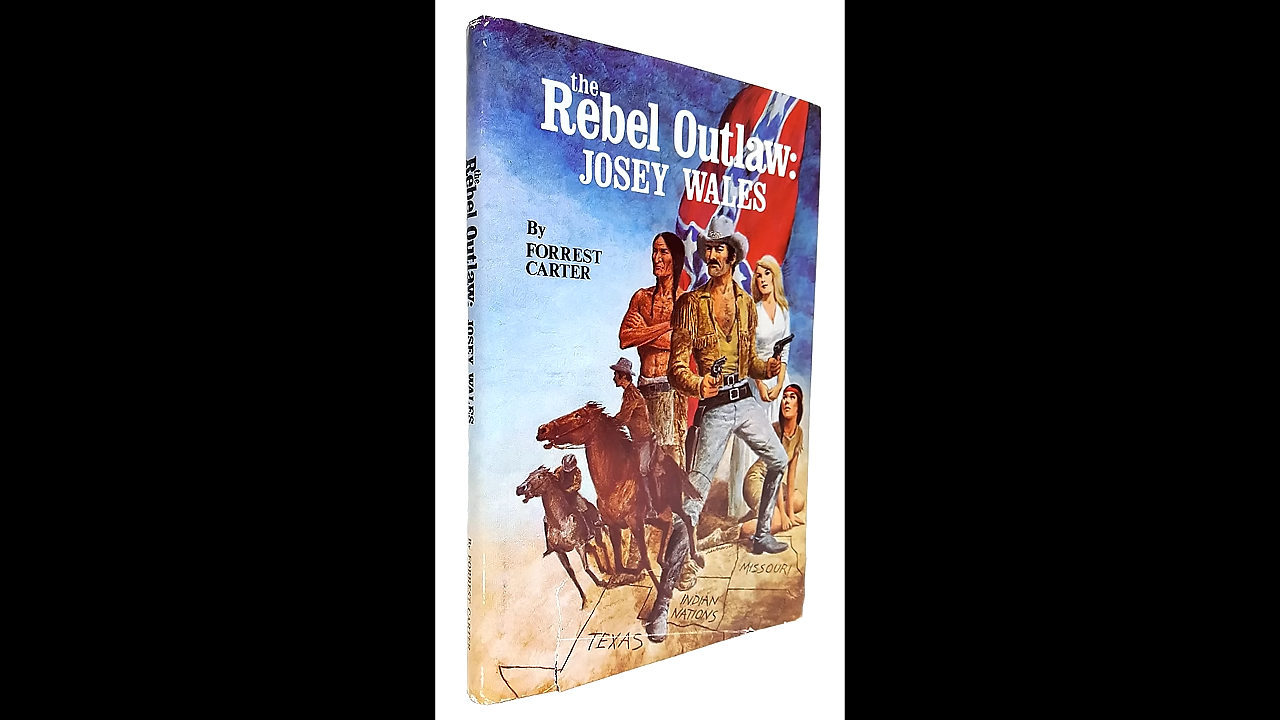 the
Rebel Outlaw:
JOSEY WALES
By
FORREST
CARTER
the
Rebel Outlaw:
JOSEY WALES
By FORREST CARTER
MISSOURI
INDIAN
NATIONS
TEXAS